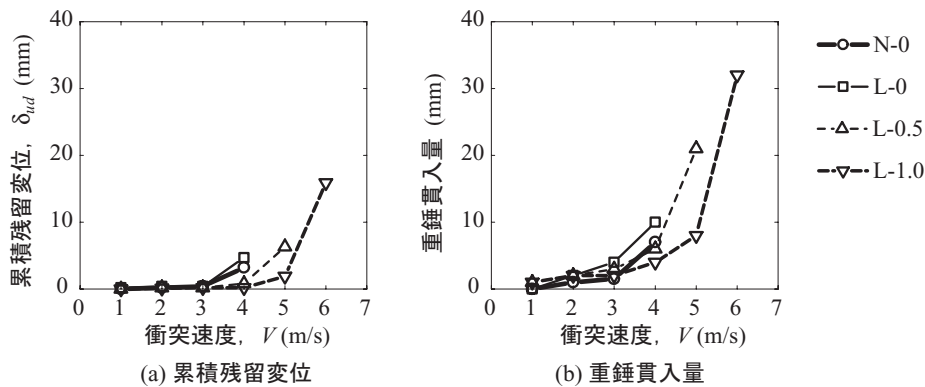 累積残留変位, δud (mm)
40
30
20
10
0
0 1 2 3 4 5 6 7
衝突速度, V (m/s)
(a) 累積残留変位
重錘貫入量 (mm)
40
30
20
10
0
0 1 2 3 4 5 6 7
衝突速度, V (m/s)
(b) 重錘貫入量
N-0
L-0
L-0.5
L-1.0